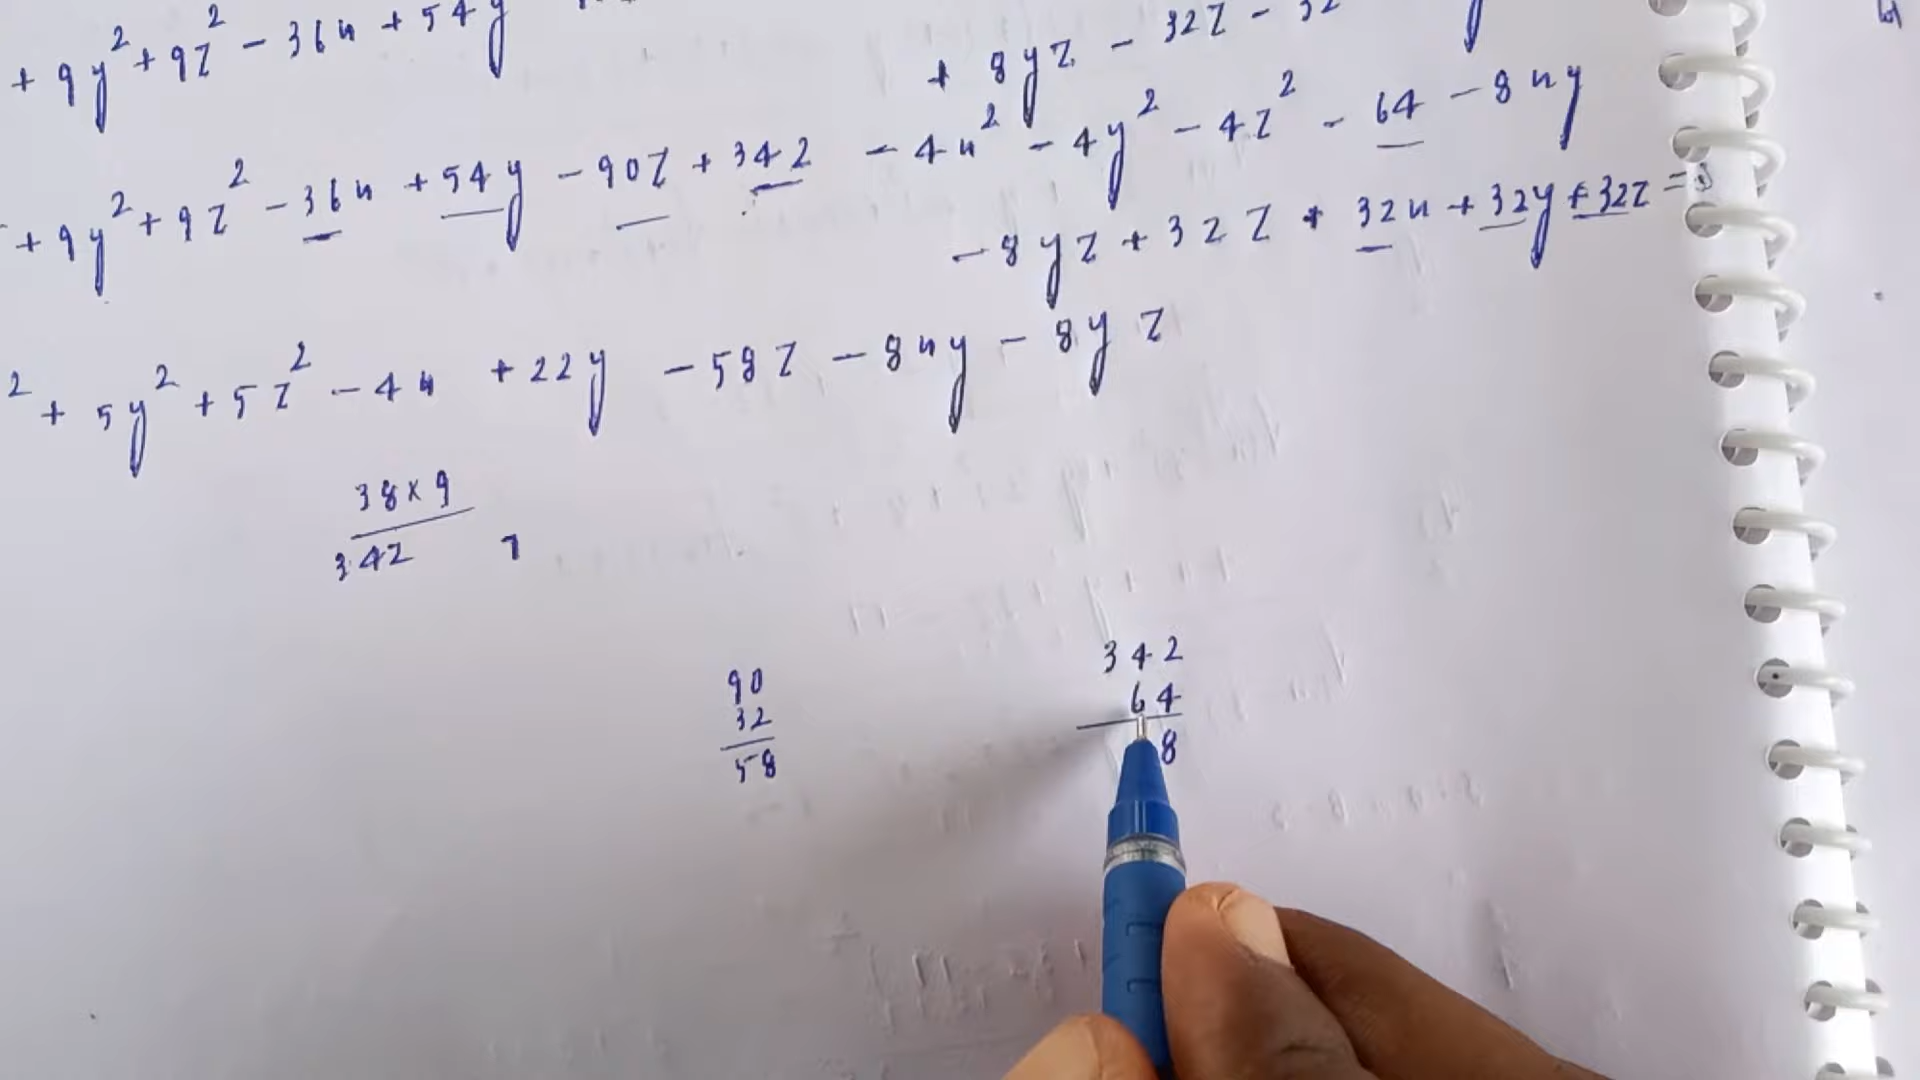 + 9y² + 9z² - 36x + 54y
+ 8yz - 32z - 32
+ 9y² + 9z² - 36x + 54y - 90z + 342 - 4x² - 4y² - 4z² - 64 - 8xy
- 8yz + 32z + 32x + 32y + 32z =
2 + 5y² + 5z² - 4x + 22y - 58z - 8xy - 8yz
38 x 9
342 7
90
32
58
342
64
8